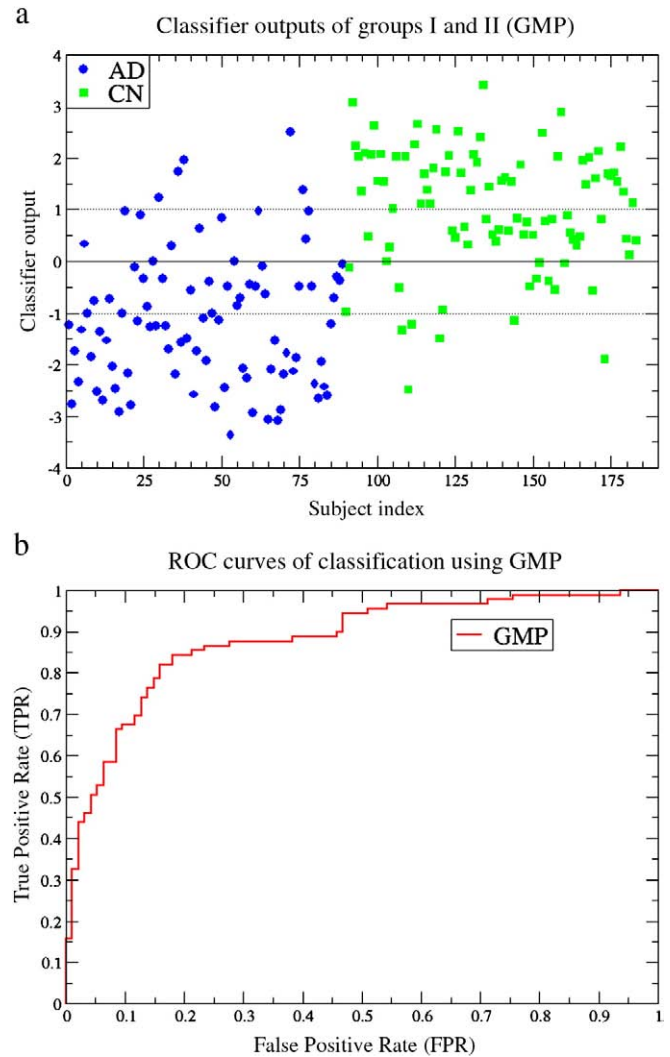 a
Classifier outputs of groups I and II (GMP)
AD
CN
Classifier output
4
3
2
1
0
-1
-2
-3
-4
0 25 50 75 100 125 150 175
Subject index
b
ROC curves of classification using GMP
GMP
True Positive Rate (TPR)
1
0.9
0.8
0.7
0.6
0.5
0.4
0.3
0.2
0.1
0
0 0.1 0.2 0.3 0.4 0.5 0.6 0.7 0.8 0.9 1.
False Positive Rate (FPR)